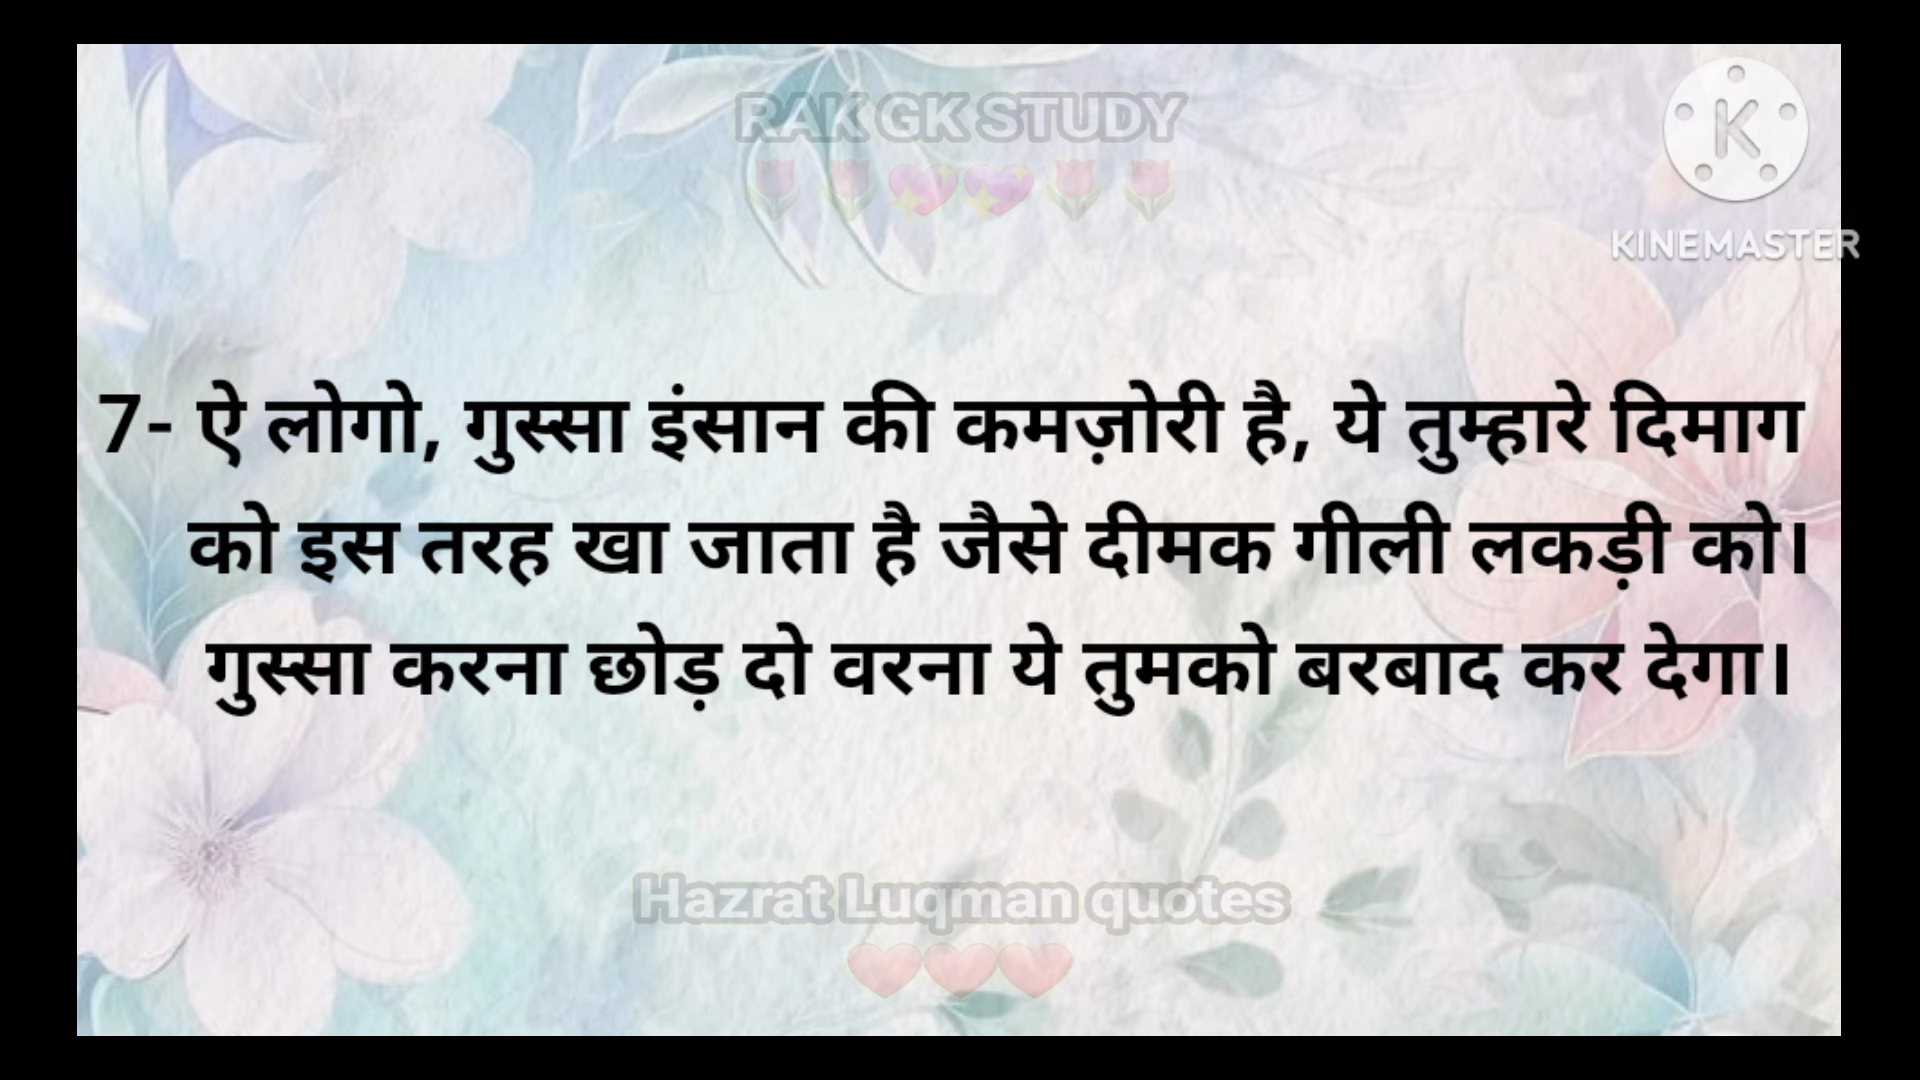 RAK GK STUDY
K
KINEMASTER
7- ऐ लोगो, गुस्सा इंसान की कमज़ोरी है, ये तुम्हारे दिमाग
को इस तरह खा जाता है जैसे दीमक गीली लकड़ी को।
गुस्सा करना छोड़ दो वरना ये तुमको बरबाद कर देगा।
Hazrat Luqman quotes